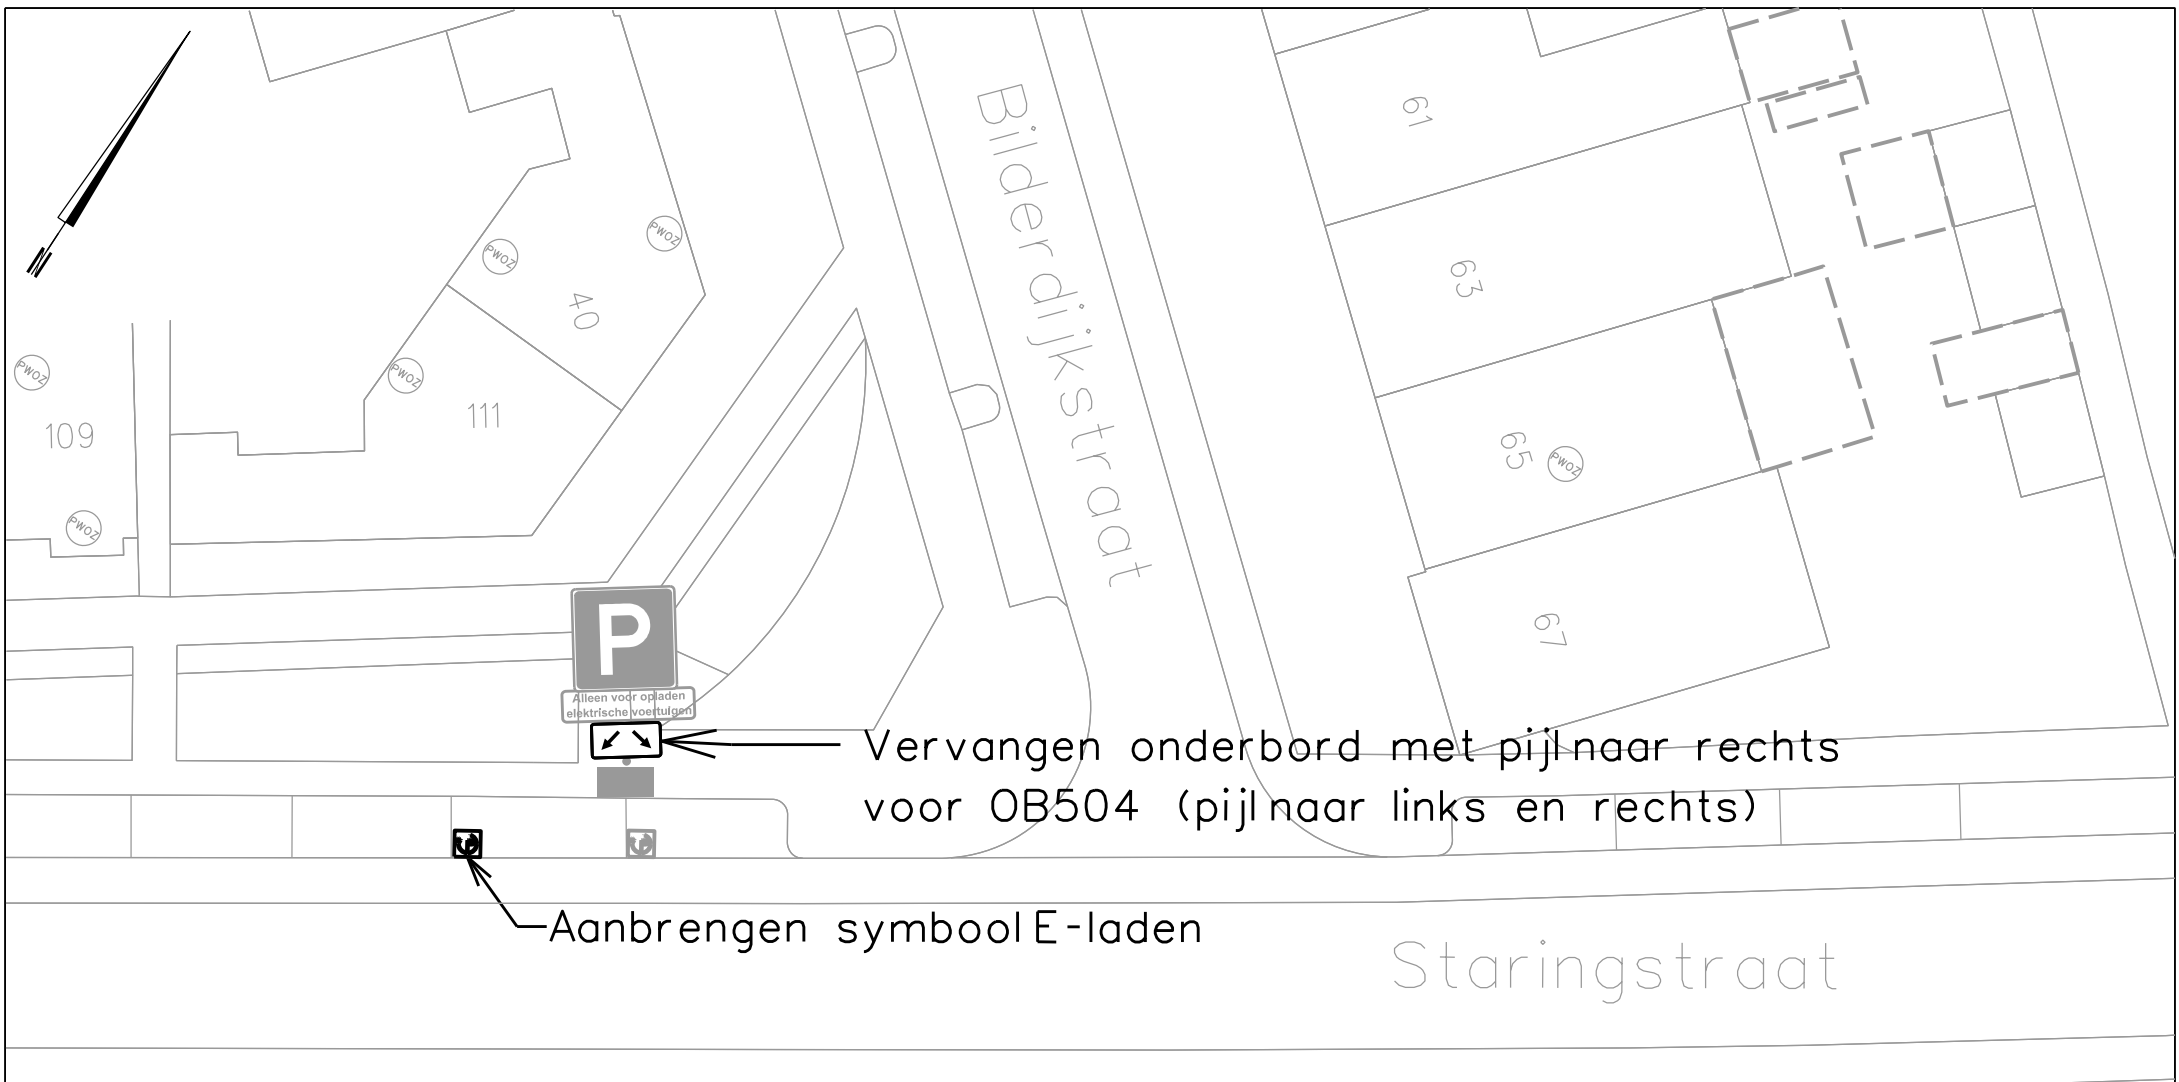 N
Bilderdijkstraat
61
63
65
PWOZ
67
PWOZ
PWOZ
40
PWOZ
111
PWOZ
109
PWOZ
P
Alleen voor opladen
elektrische voertuigen
Vervangen onderbord met pijl naar rechts
voor OB504 (pijl naar links en rechts)
Aanbrengen symbool E-laden
Staringstraat